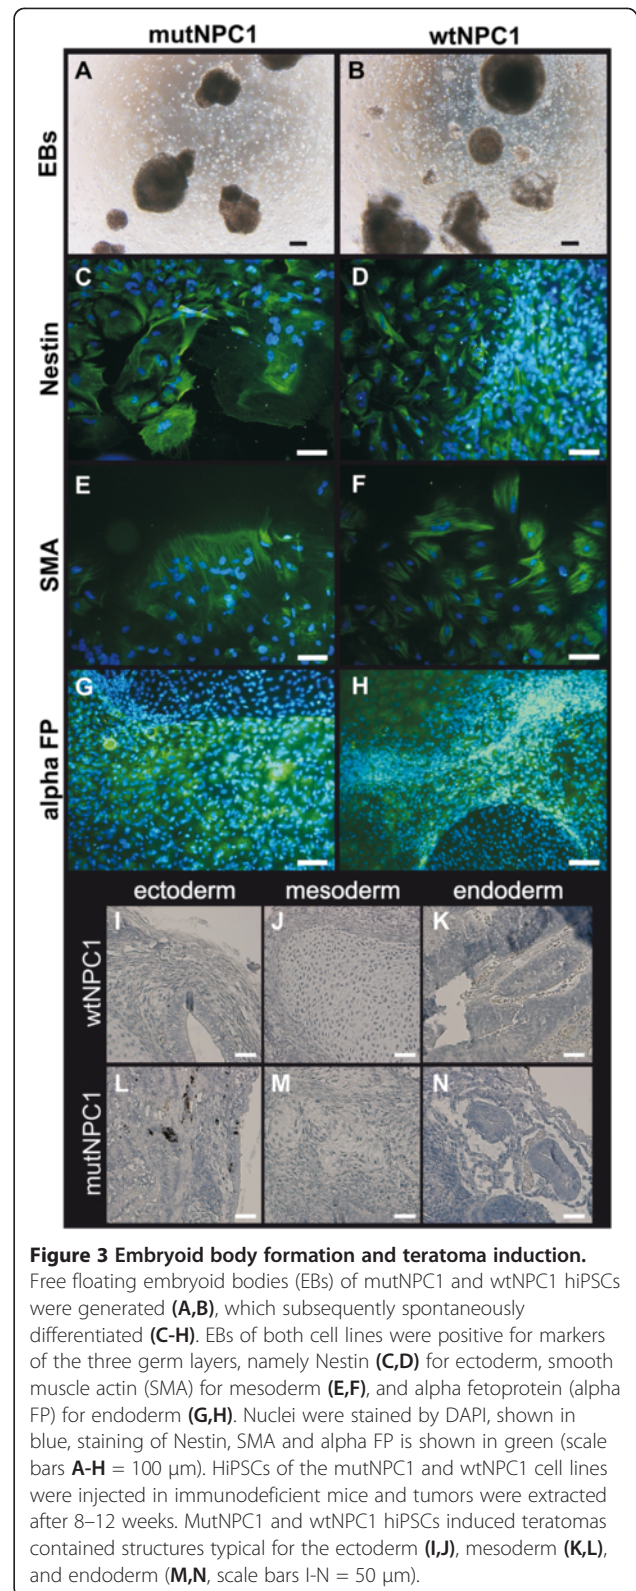 mutNPC1 wtNPC1
A B
EBs
C D
Nestin
E F
SMA
G H
alpha FP
ectoderm mesoderm endoderm
I J K
wtNPC1
L M N
mutNPC1
Figure 3 Embryoid body formation and teratoma induction.
Free floating embryoid bodies (EBs) of mutNPC1 and wtNPC1 hiPSCs
were generated (A,B), which subsequently spontaneously
differentiated (C-H). EBs of both cell lines were positive for markers
of the three germ layers, namely Nestin (C,D) for ectoderm, smooth
muscle actin (SMA) for mesoderm (E,F), and alpha fetoprotein (alpha
FP) for endoderm (G,H). Nuclei were stained by DAPI, shown in
blue, staining of Nestin, SMA and alpha FP is shown in green (scale
bars A-H = 100 μm). HiPSCs of the mutNPC1 and wtNPC1 cell lines
were injected in immunodeficient mice and tumors were extracted
after 8–12 weeks. MutNPC1 and wtNPC1 hiPSCs induced teratomas
contained structures typical for the ectoderm (I,J), mesoderm (K,L),
and endoderm (M,N, scale bars I-N = 50 μm).